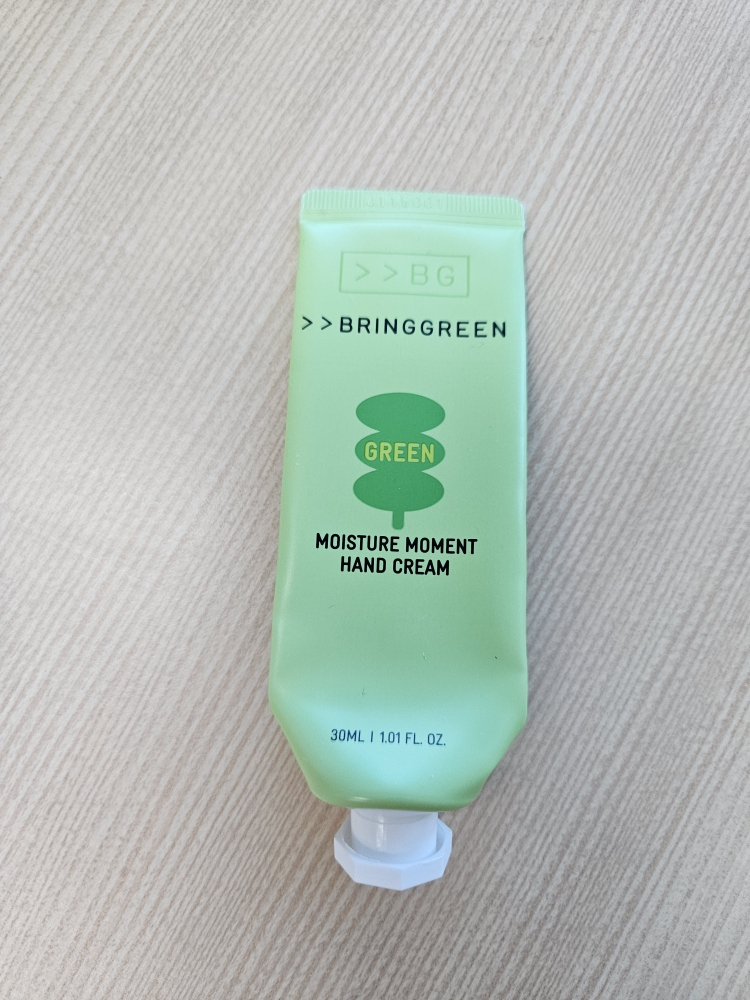 >>BG
>>BRINGGREEN
GREEN
MOISTURE MOMENT
HAND CREAM
30ML I 1.01 FL. OZ.